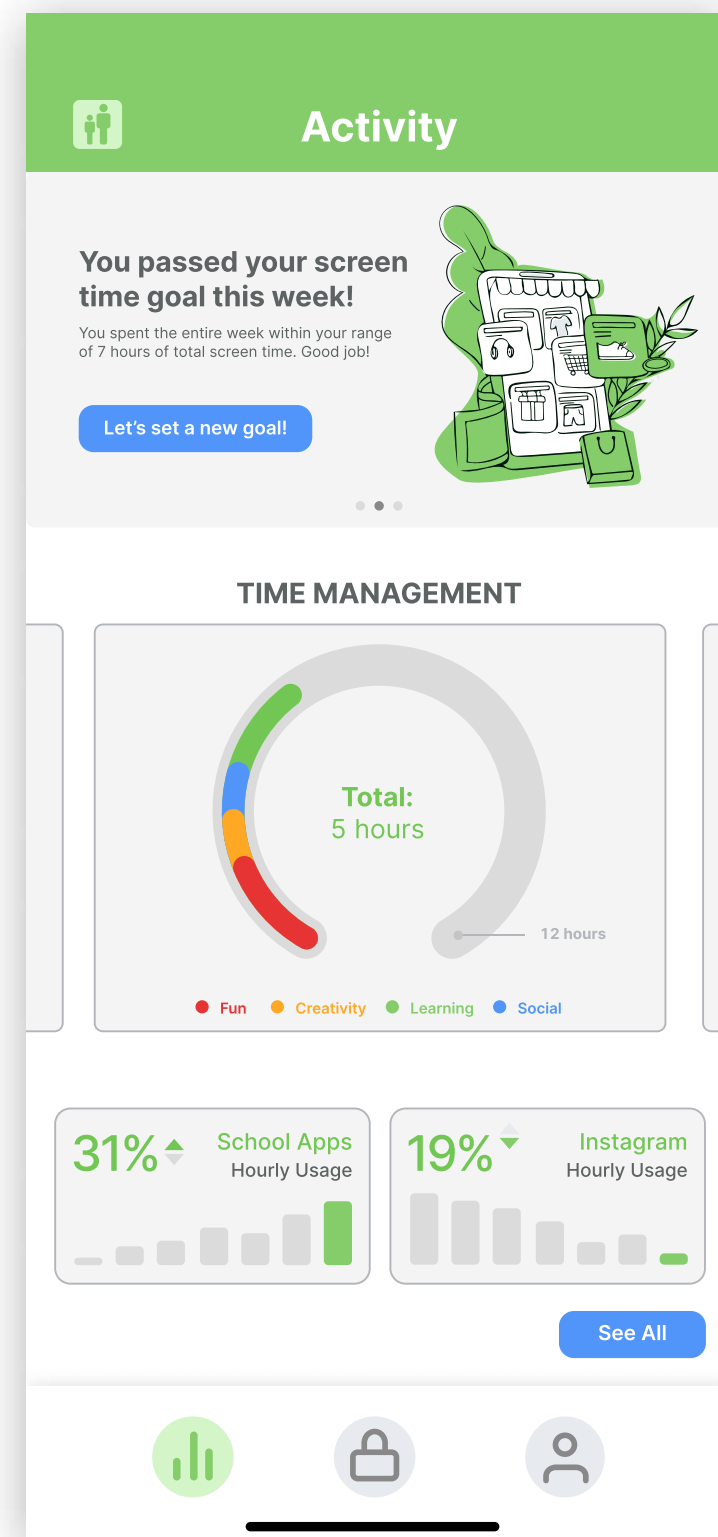 Activity
You passed your screen
time goal this week!
You spent the entire week within your range
of 7 hours of total screen time. Good job!
Let’s set a new goal!
TIME MANAGEMENT
Total:
5 hours
12 hours
Fun Creativity Learning Social
31% School Apps
Hourly Usage
19% Instagram
Hourly Usage
See All